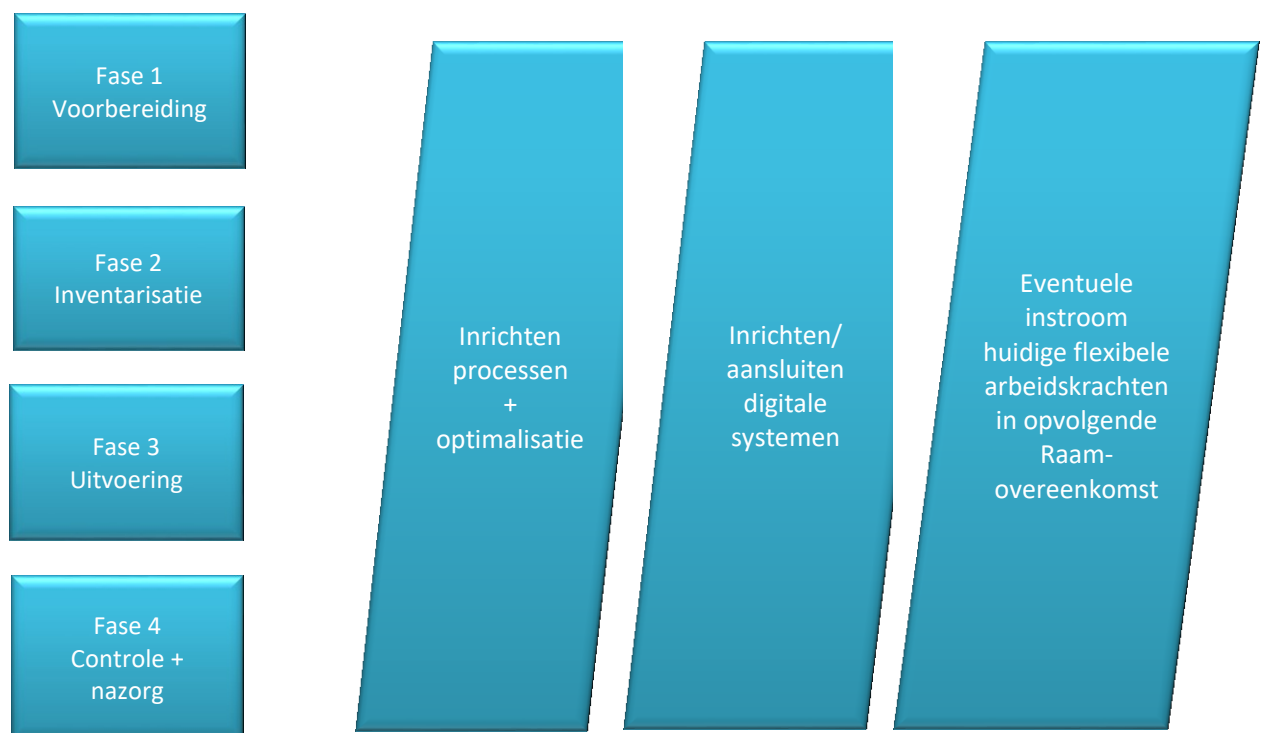 Fase 1
Voorbereiding
Fase 2
Inventarisatie
Fase 3
Uitvoering
Fase 4
Controle +
nazorg
Inrichten
processen
+
optimalisatie
Inrichten/
aansluiten
digitale
systemen
Eventuele
instroom
huidige flexibele
arbeidskrachten
in opvolgende
Raam-
overeenkomst